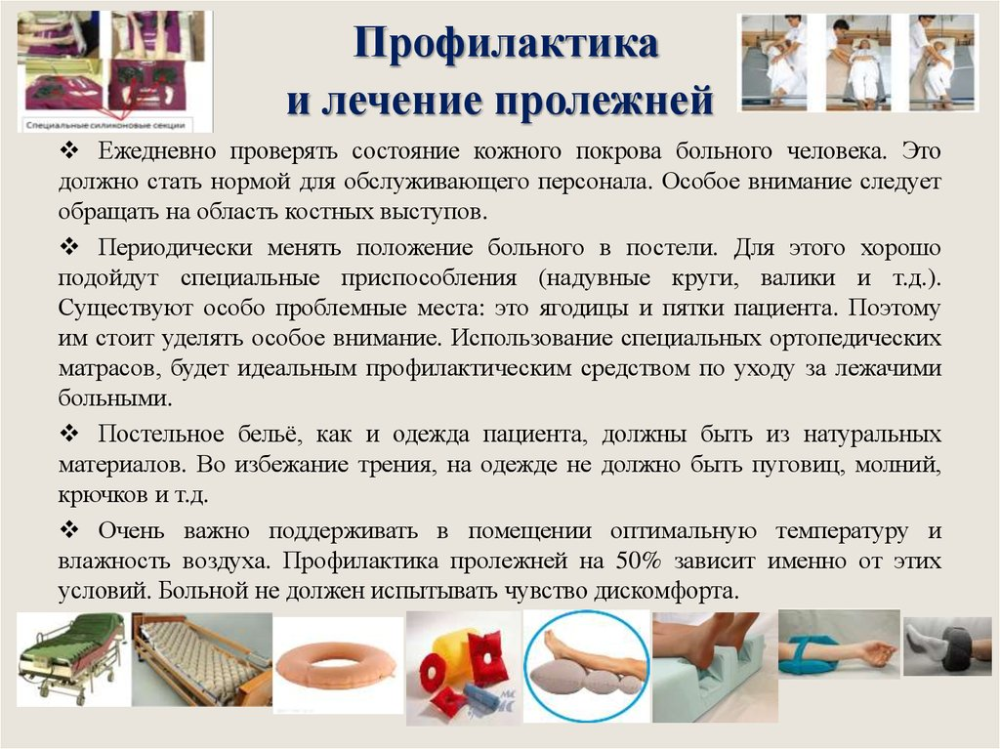 Профилактика
и лечение пролежней
Специальные силиконовые секции
❖ Ежедневно проверять состояние кожного покрова больного человека. Это
должно стать нормой для обслуживающего персонала. Особое внимание следует
обращать на область костных выступов.
❖ Периодически менять положение больного в постели. Для этого хорошо
подойдут специальные приспособления (надувные круги, валики и т.д.).
Существуют особо проблемные места: это ягодицы и пятки пациента. Поэтому
им стоит уделять особое внимание. Использование специальных ортопедических
матрасов, будет идеальным профилактическим средством по уходу за лежачими
больными.
❖ Постельное бельё, как и одежда пациента, должны быть из натуральных
материалов. Во избежание трения, на одежде не должно быть пуговиц, молний,
крючков и т.д.
❖ Очень важно поддерживать в помещении оптимальную температуру и
влажность воздуха. Профилактика пролежней на 50% зависит именно от этих
условий. Больной не должен испытывать чувство дискомфорта.